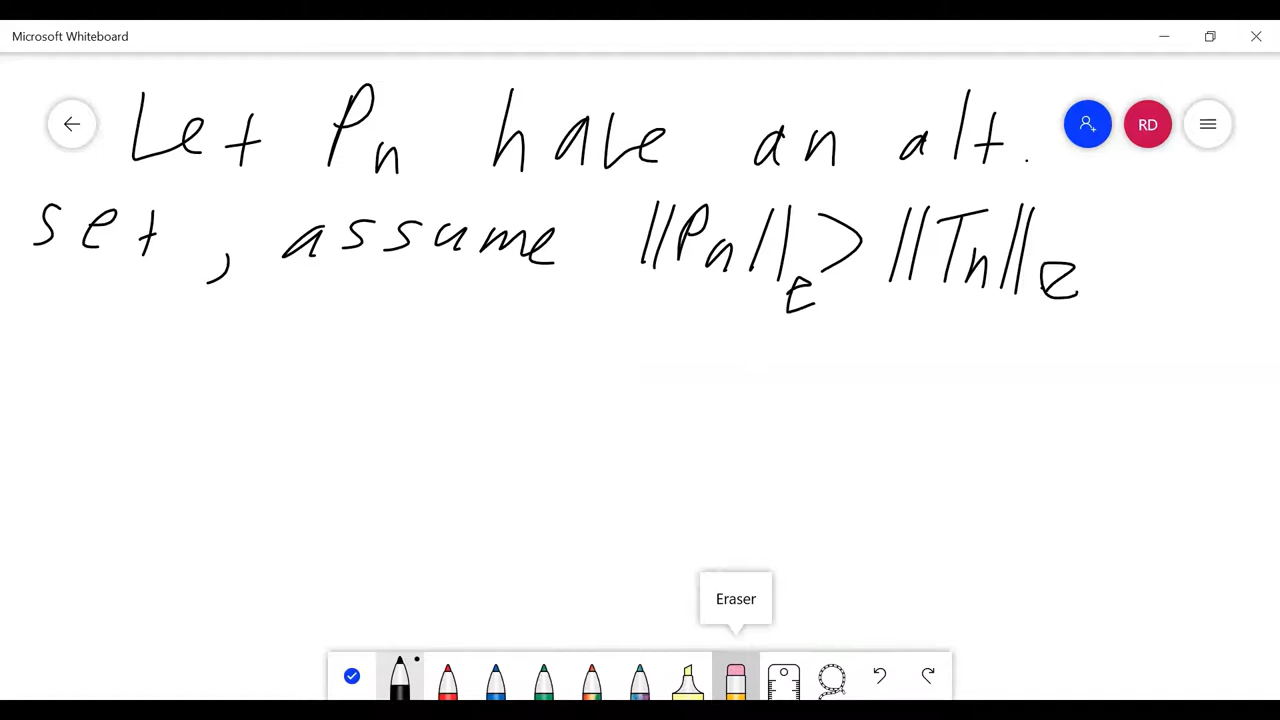 Microsoft Whiteboard
Let Pn have an alt.
RD
set, assume ||Pn||E > ||Tn||E
Eraser